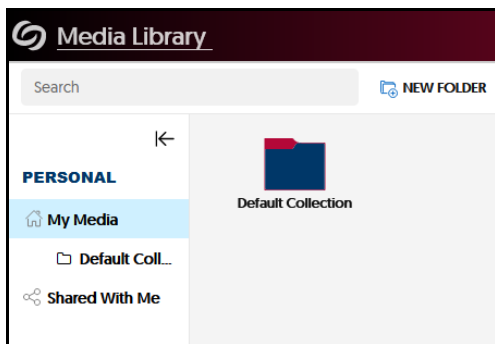 Media Library
Search
NEW FOLDER
PERSONAL
My Media
Default Coll...
Shared With Me
Default Collection